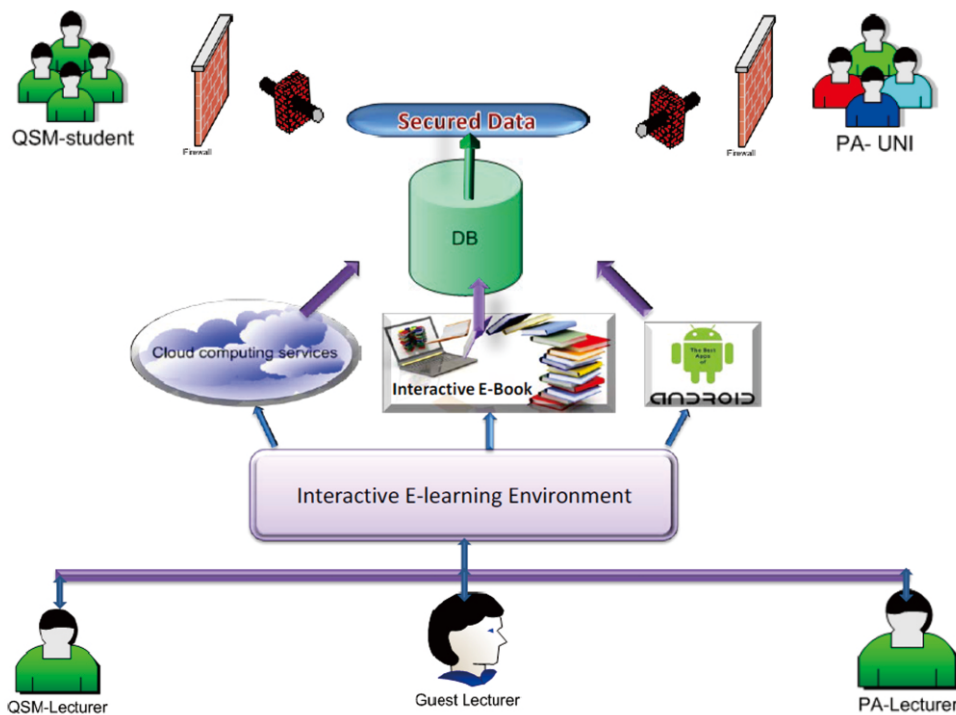 QSM-student
Firewall
Secured Data
Firewall
PA- UNI
DB
Cloud computing services
Interactive E-Book
The Best
Apps
of
ANDROID
Interactive E-learning Environment
QSM-Lecturer
Guest Lecturer
PA-Lecturer